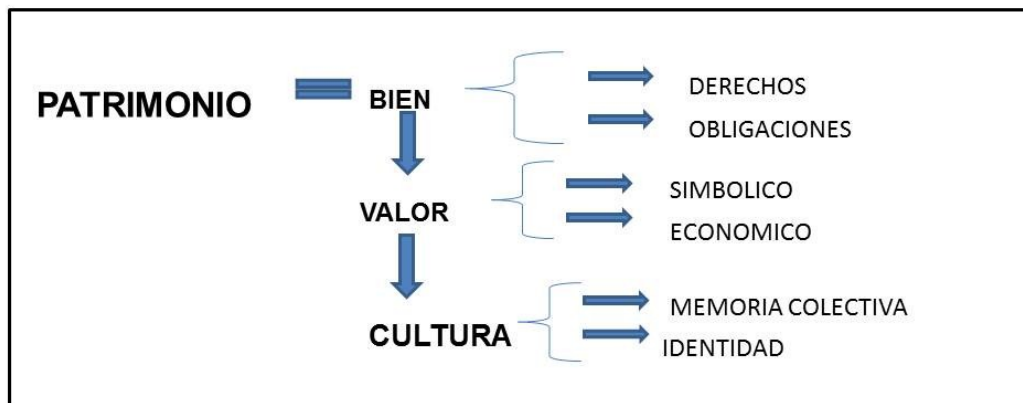 PATRIMONIO
BIEN
DERECHOS
OBLIGACIONES
VALOR
SIMBOLICO
ECONOMICO
CULTURA
MEMORIA COLECTIVA
IDENTIDAD